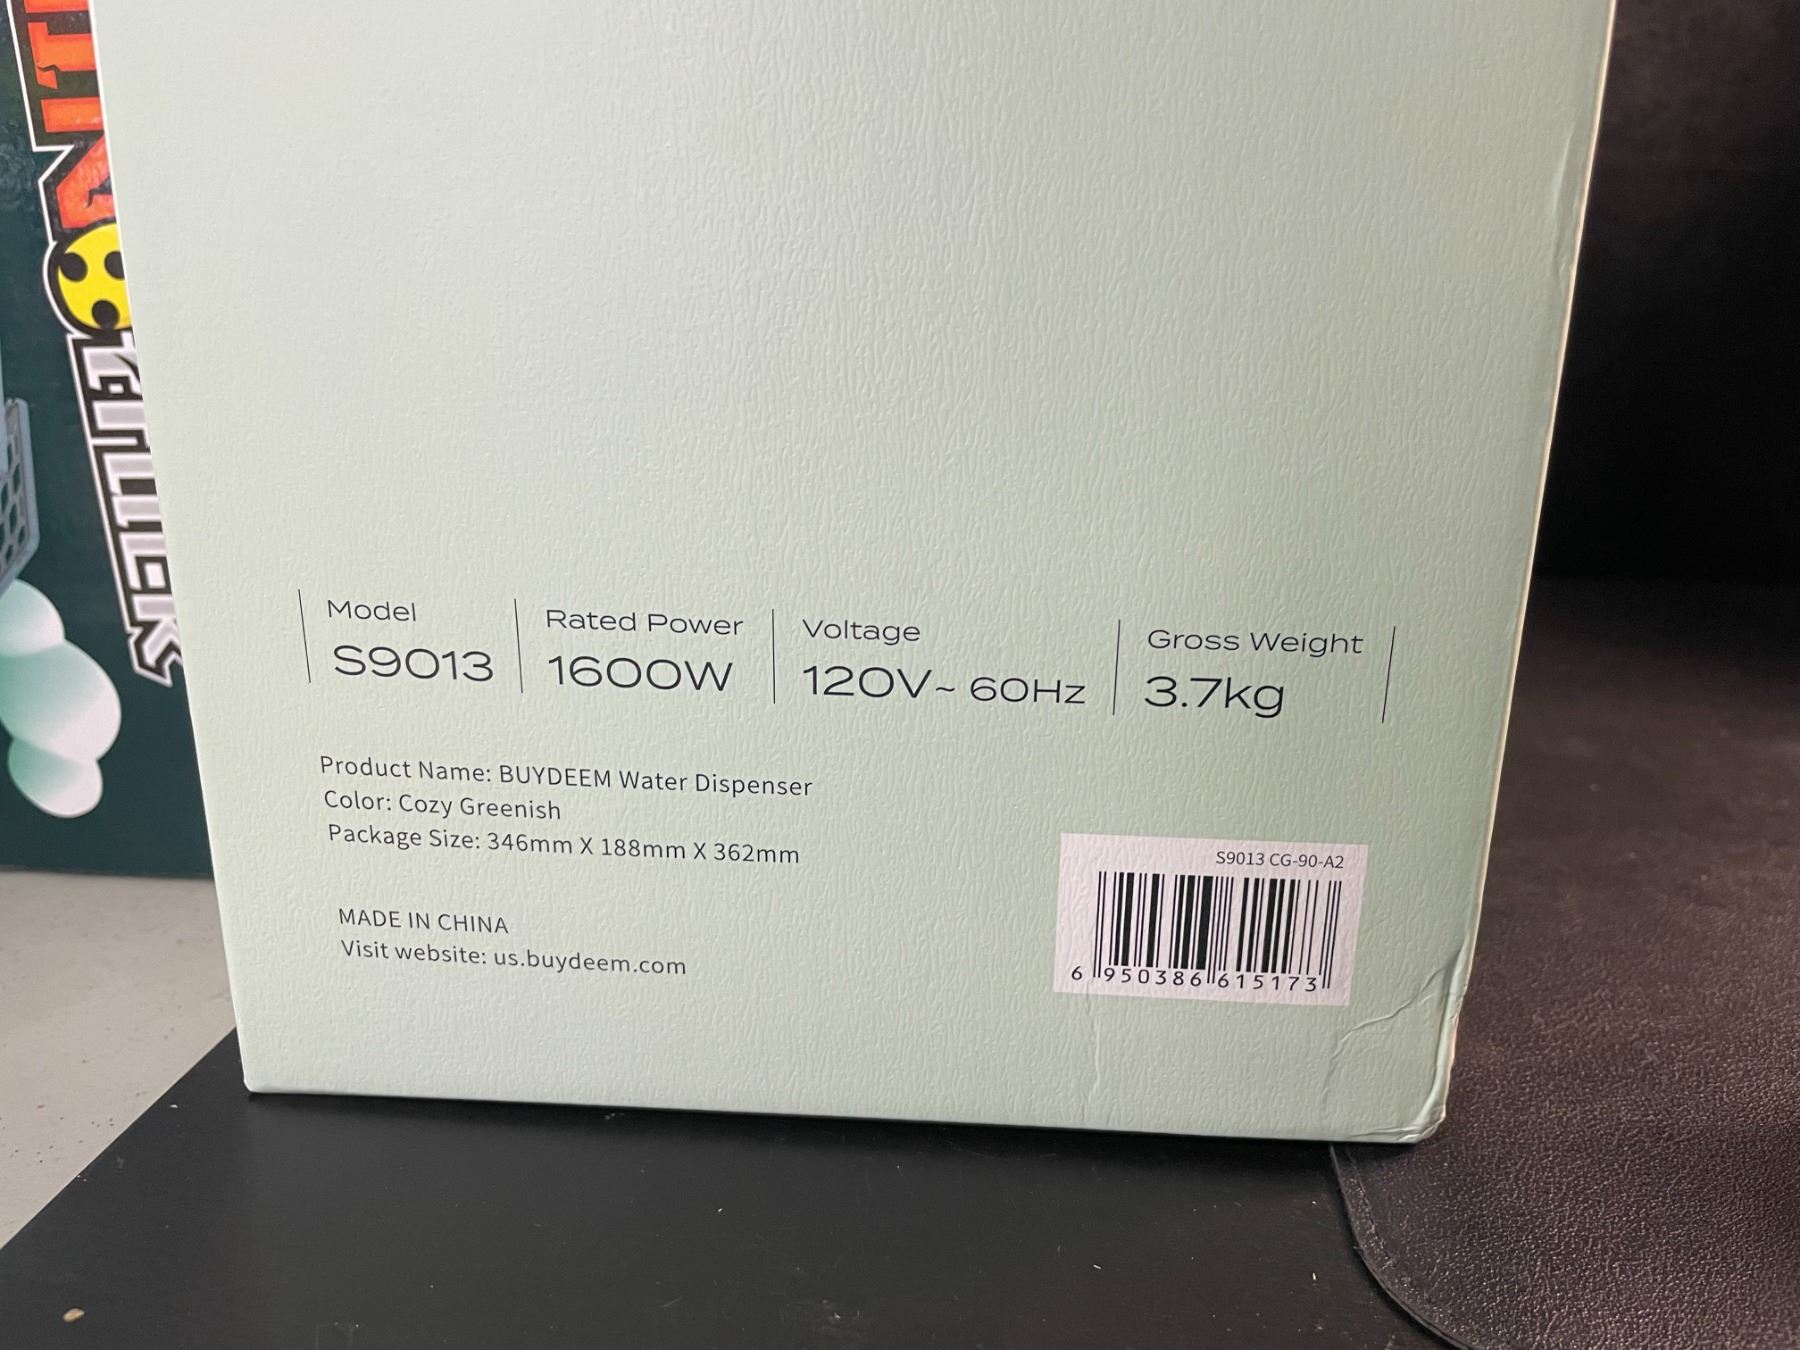 Model
S9013
Rated Power
1600W
Voltage
120V~ 60Hz
Gross Weight
3.7kg
Product Name: BUYDEEM Water Dispenser
Color: Cozy Greenish
Package Size: 346mm X 188mm X 362mm
MADE IN CHINA
Visit website: us.buydeem.com
S9013 CG-90-A2
6 950386 615173